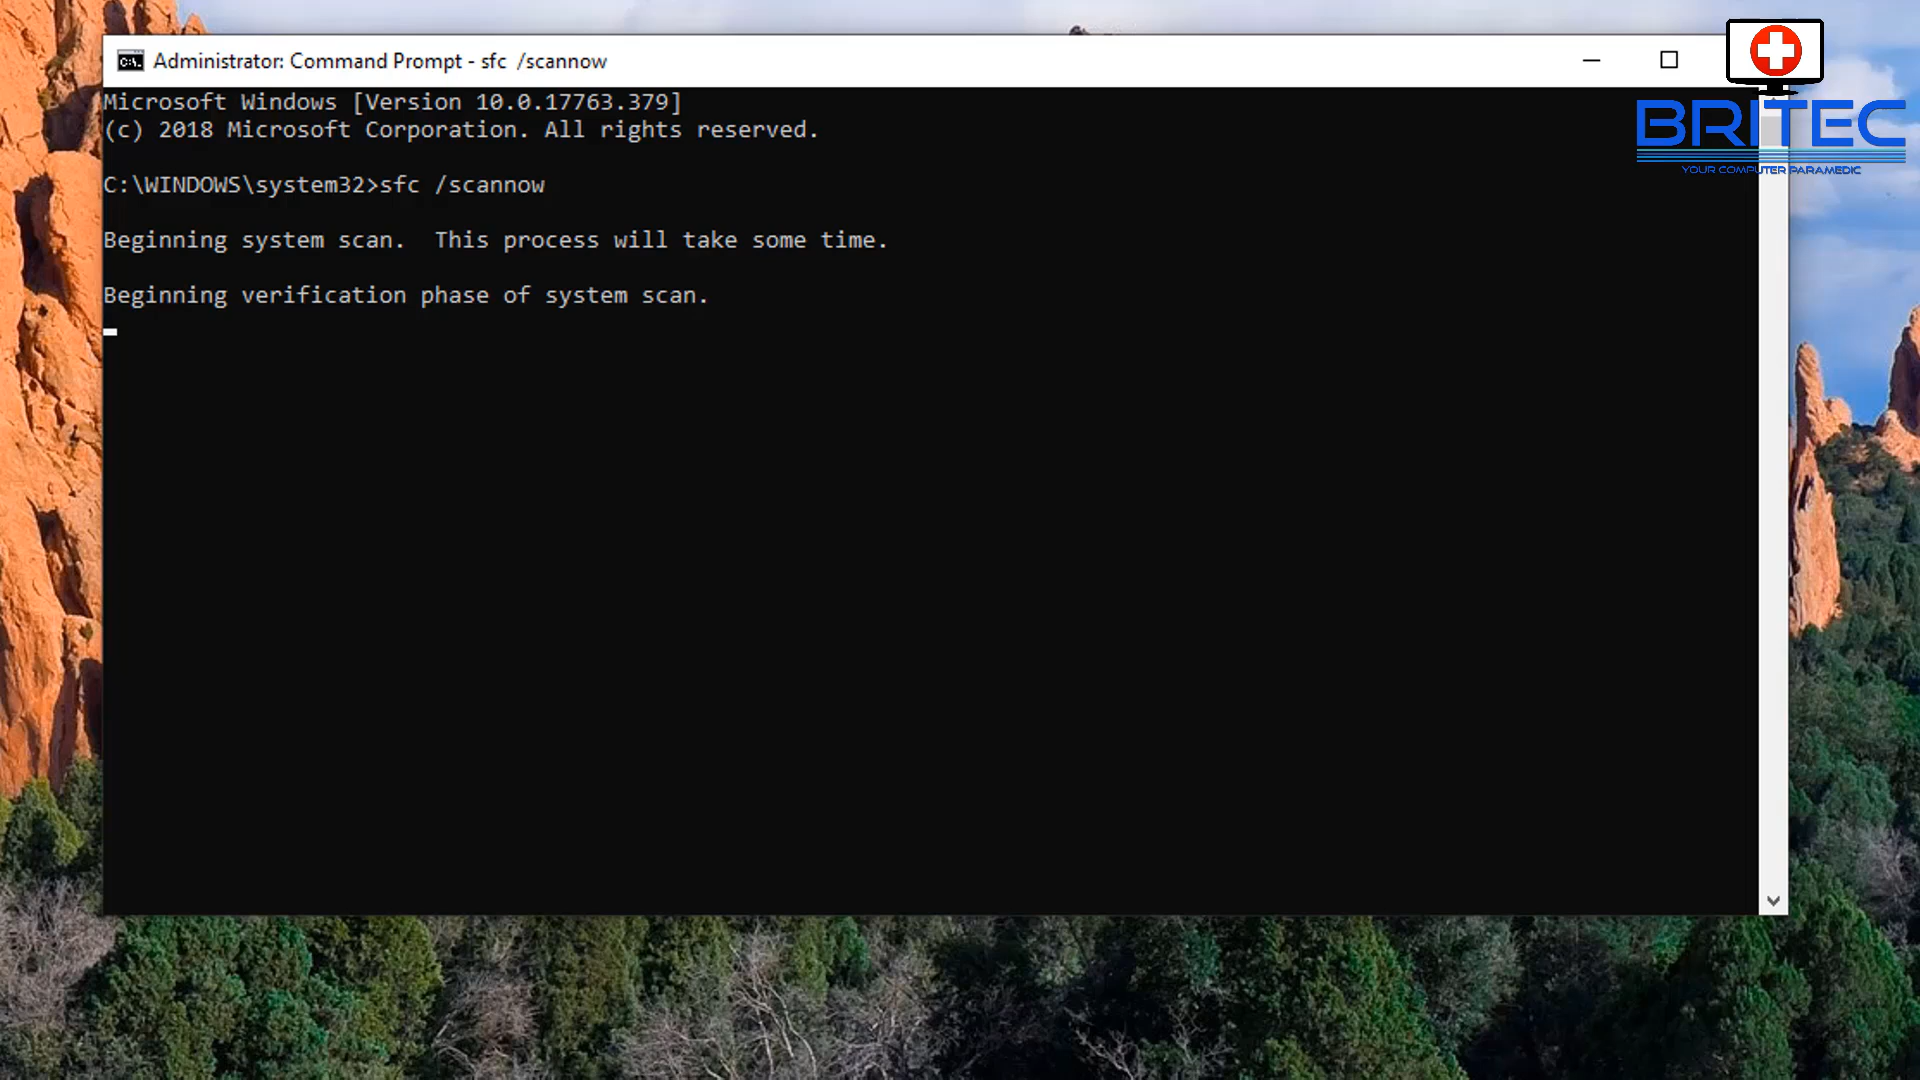 Administrator: Command Prompt - sfc  /scannow
Microsoft Windows [Version 10.0.17763.379]
(c) 2018 Microsoft Corporation. All rights reserved.
C:\WINDOWS\system32>sfc /scannow
Beginning system scan.  This process will take some time.
Beginning verification phase of system scan.
BRITEC
YOUR COMPUTER PARAMEDIC